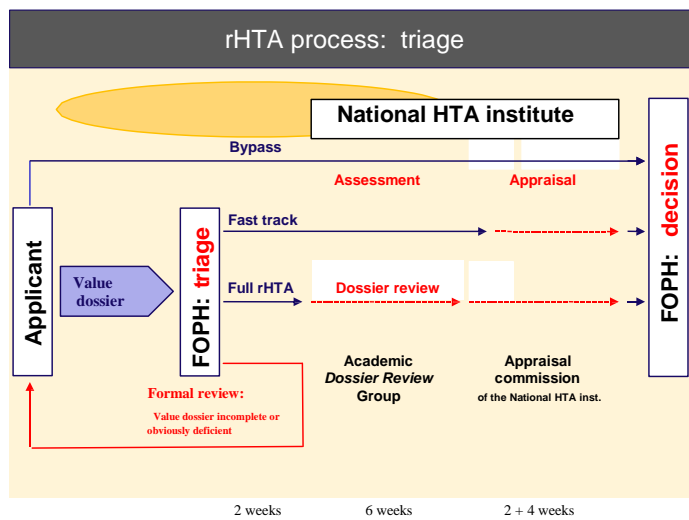 rHTA process:  triage
National HTA institute
Bypass
Assessment
Appraisal
Applicant
Value
dossier
FOPH: triage
Fast track
Full rHTA
Dossier review
FOPH: decision
Academic
Dossier Review
Group
Appraisal
commission
of the National HTA inst.
Formal review:
Value dossier incomplete or
obviously deficient
2 weeks
6 weeks
2 + 4 weeks